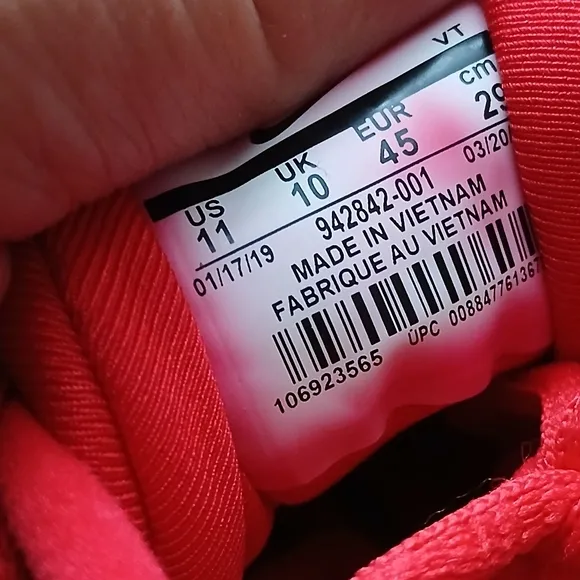 VT
US UK EUR cm
11 10 45 29
01/17/19 03/20
942842-001
MADE IN VIETNAM
FABRIQUE AU VIETNAM
106923565 UPC 008847761367